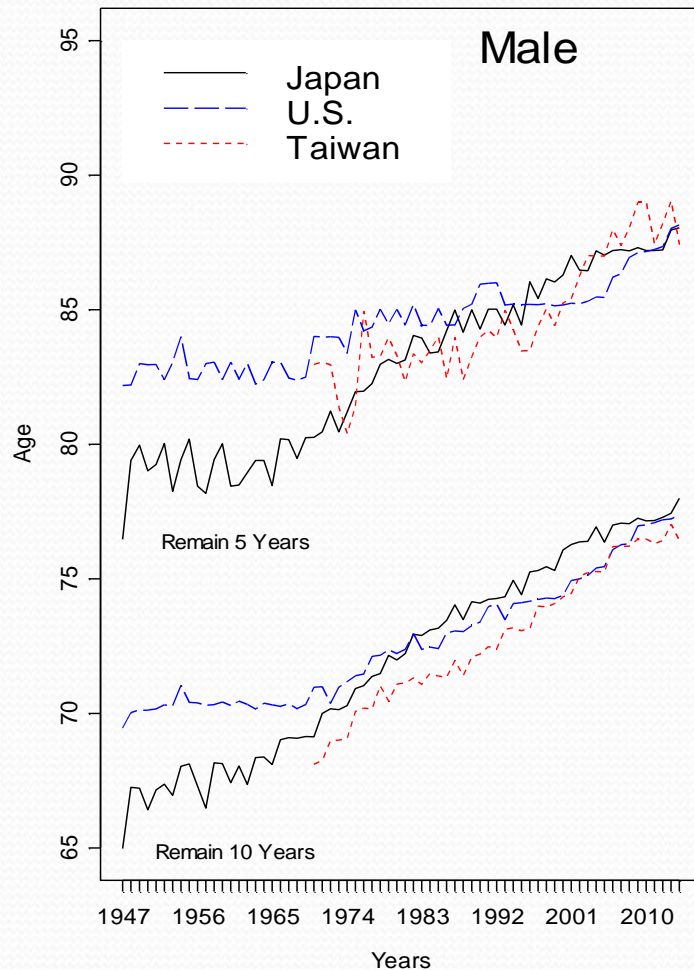 Male
Japan
U.S.
Taiwan
95
90
85
80
75
70
65
Age
Remain 5 Years
Remain 10 Years
1947 1956 1965 1974 1983 1992 2001 2010
Years